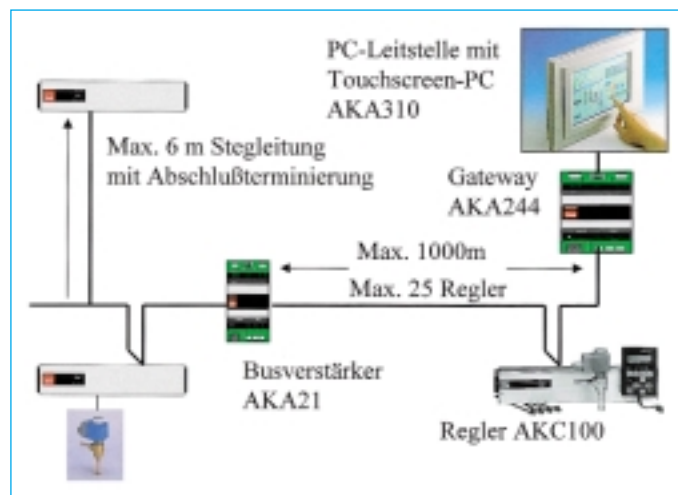 PC-Leitstelle mit
Touchscreen-PC
AKA310
Max. 6 m Stegleitung
mit Abschlußterminierung
Gateway
AKA244
Max. 1000m
Max. 25 Regler
Busverstärker
AKA21
Regler AKC100